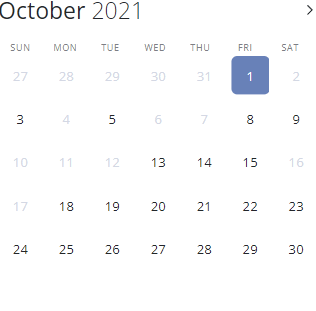 October 2021
SUN MON TUE WED THU FRI SAT
27 28 29 30 31 1 2
3 4 5 6 7 8 9
10 11 12 13 14 15 16
17 18 19 20 21 22 23
24 25 26 27 28 29 30